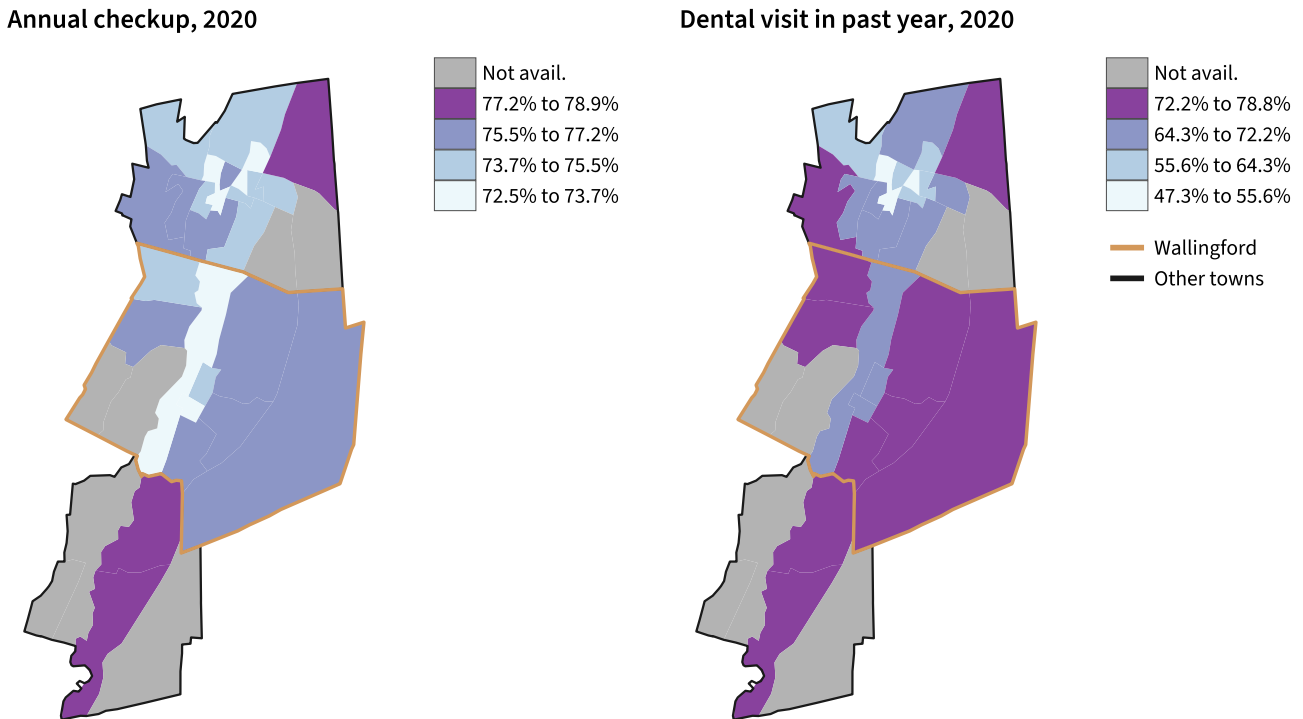 Annual checkup, 2020
Not avail.
77.2% to 78.9%
75.5% to 77.2%
73.7% to 75.5%
72.5% to 73.7%
Dental visit in past year, 2020
Not avail.
72.2% to 78.8%
64.3% to 72.2%
55.6% to 64.3%
47.3% to 55.6%
Wallingford
Other towns